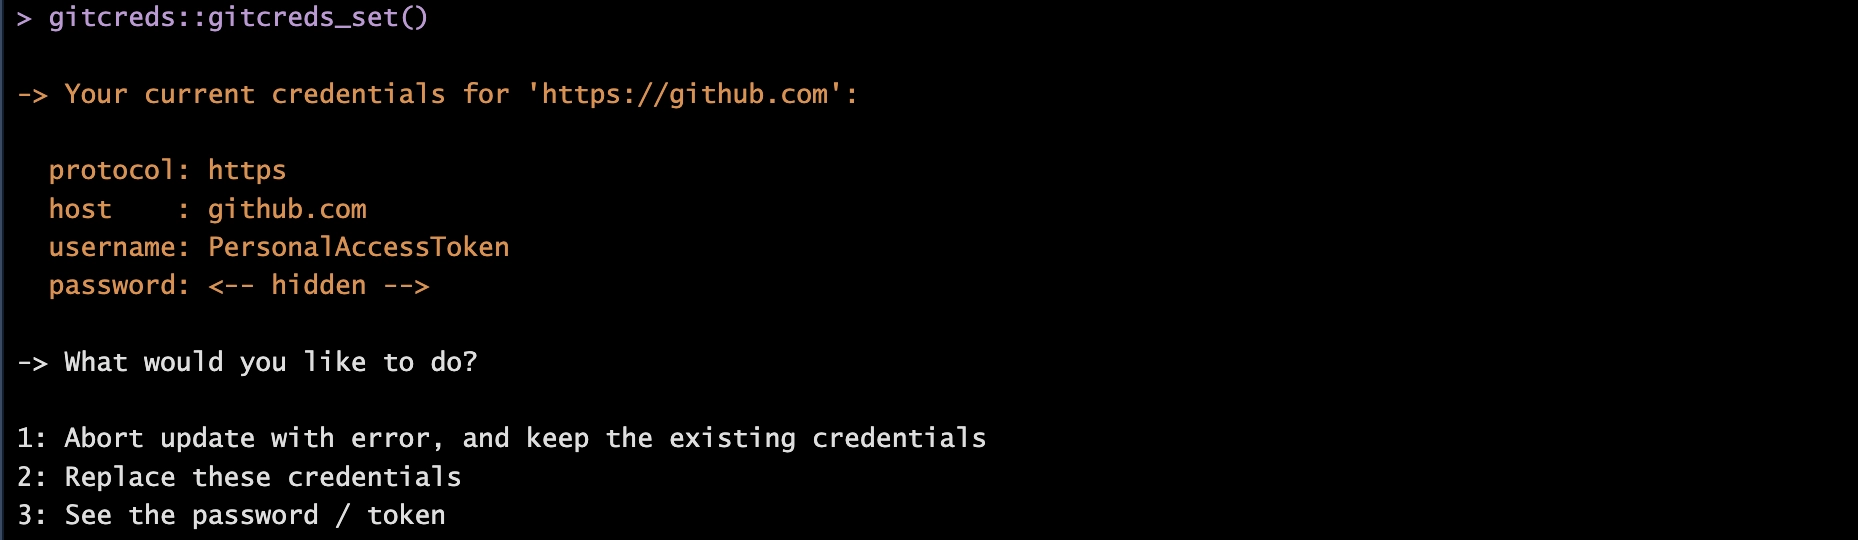 > gitcreds::gitcreds_set()
-> Your current credentials for 'https://github.com':
protocol: https
host    : github.com
username: PersonalAccessToken
password: <-- hidden -->
-> What would you like to do?
1: Abort update with error, and keep the existing credentials
2: Replace these credentials
3: See the password / token